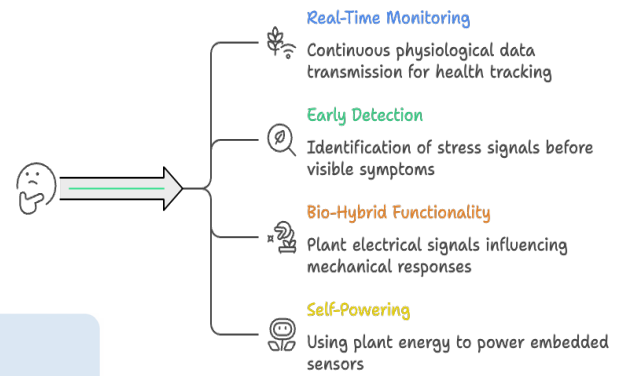 Real-Time Monitoring
Continuous physiological data
transmission for health tracking
Early Detection
Identification of stress signals before
visible symptoms
Bio-Hybrid Functionality
Plant electrical signals influencing
mechanical responses
Self-Powering
Using plant energy to power embedded
sensors